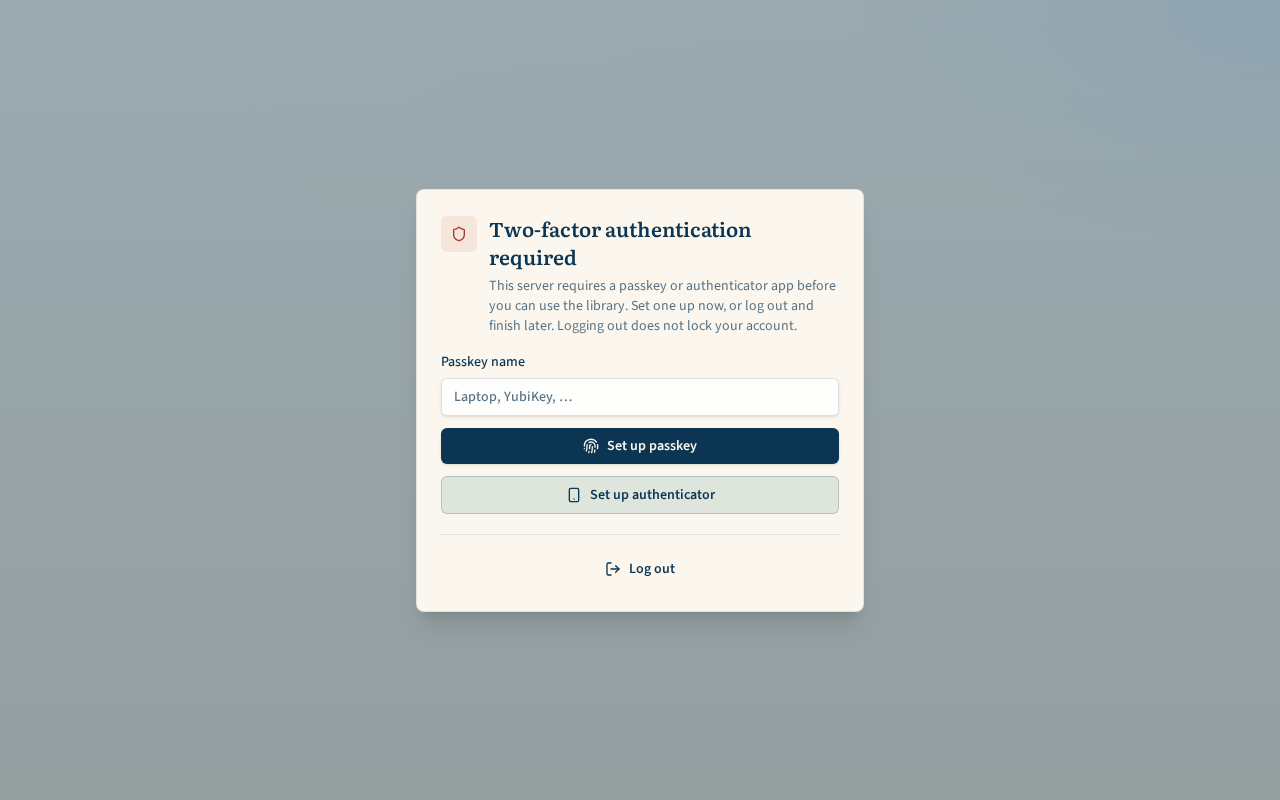 Two-factor authentication
required
This server requires a passkey or authenticator app before
you can use the library. Set one up now, or log out and
finish later. Logging out does not lock your account.
Passkey name
Laptop, YubiKey, …
Set up passkey
Set up authenticator
Log out